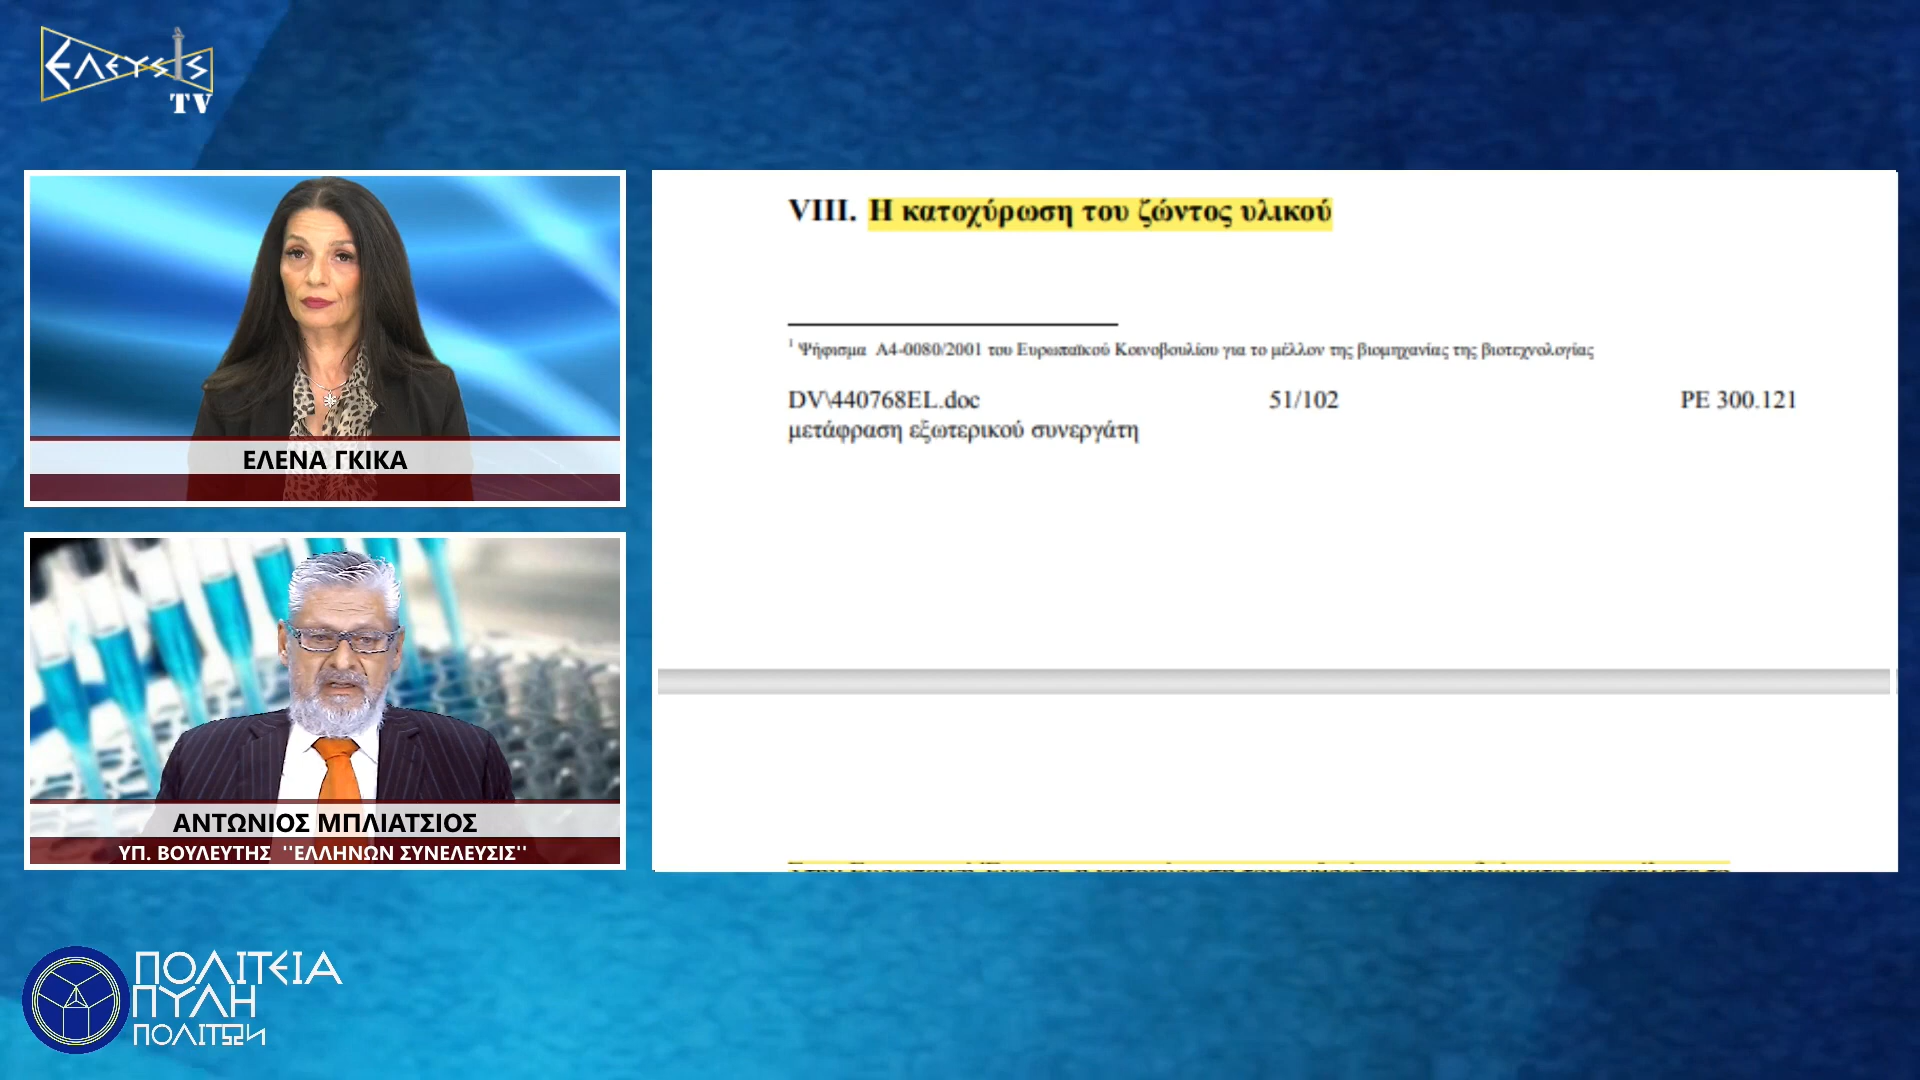 ΕΛΕΥSIS
TV
ΕΛΕΝΑ ΓΚΙΚΑ
ΑΝΤΩΝΙΟΣ ΜΠΛΙΑΤΣΙΟΣ
ΥΠ. ΒΟΥΛΕΥΤΗΣ ''ΕΛΛΗΝΩΝ ΣΥΝΕΛΕΥΣΙΣ''
VIII. Η κατοχύρωση του ζώντος υλικού
1 Ψήφισμα Α4-0080/2001 του Ευρωπαϊκού Κοινοβουλίου για το μέλλον της βιομηχανίας της βιοτεχνολογίας
DV\440768EL.doc 51/102 PE 300.121
μετάφραση εξωτερικού συνεργάτη
ΠΟΛΙΤΕΙΑ
ΠΥΛΗ
ΠΟΛΙΤΩΝ